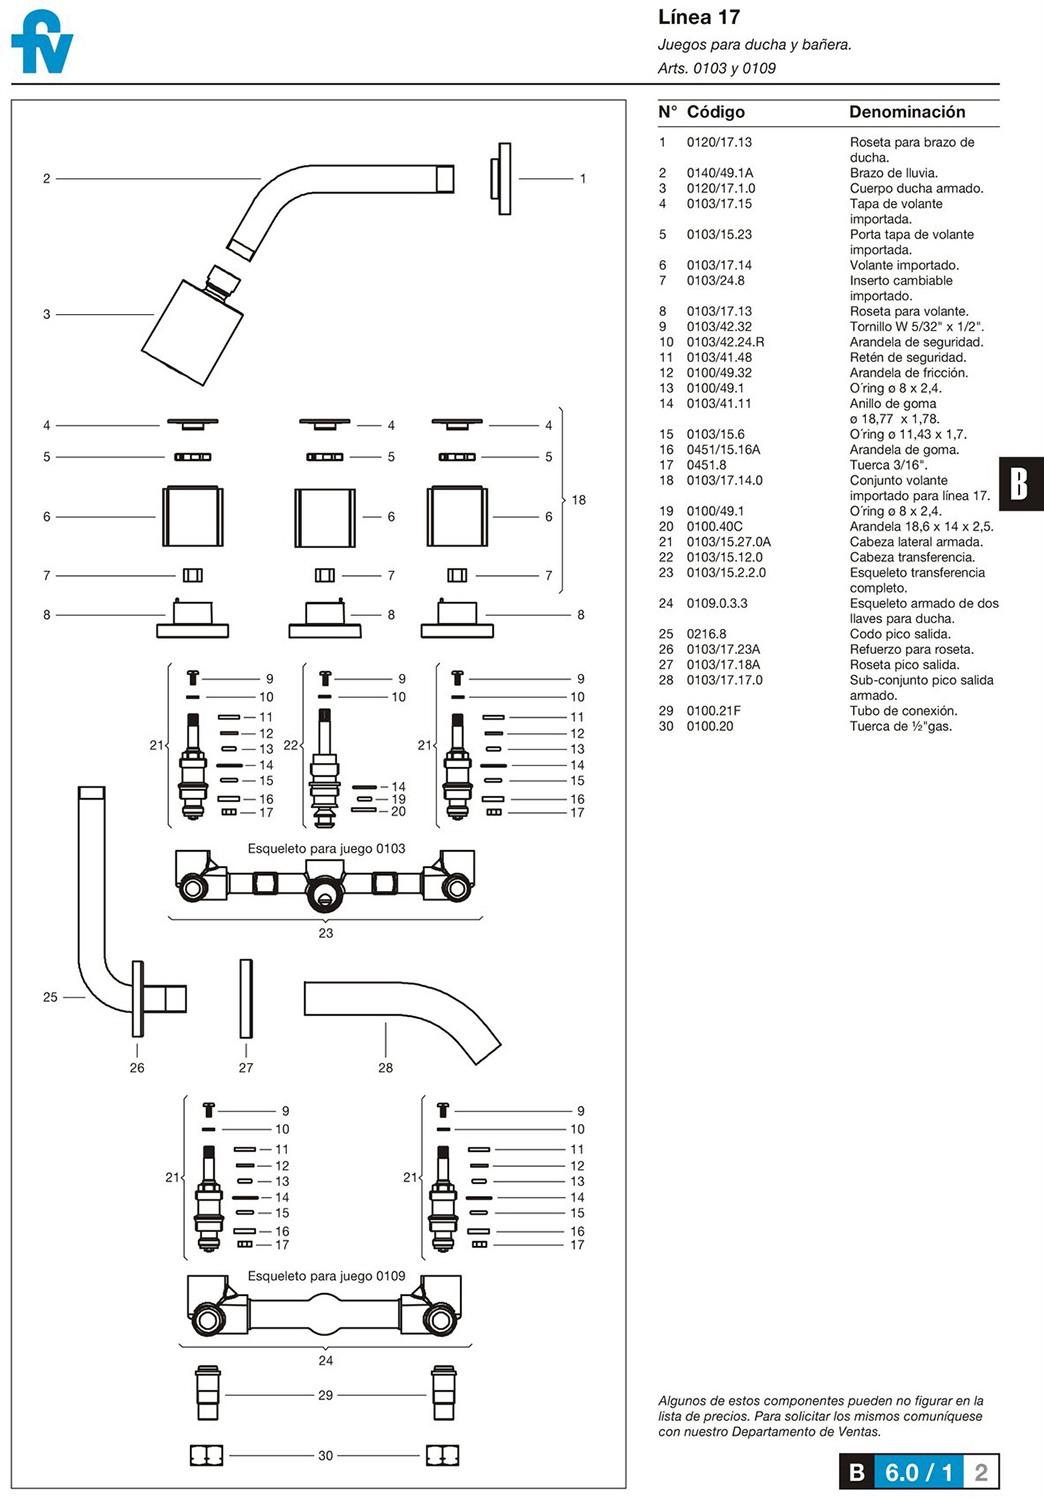 fv
Línea 17
Juegos para ducha y bañera.
Arts. 0103 y 0109
N° Código Denominación
1 0120/17.13 Roseta para brazo de
ducha.
2 0140/49.1A Brazo de lluvia.
3 0120/17.1.0 Cuerpo ducha armado.
4 0103/17.15 Tapa de volante
importada.
5 0103/15.23 Porta tapa de volante
importada.
6 0103/17.14 Volante importado.
7 0103/24.8 Inserto cambiable
importado.
8 0103/17.13 Roseta para volante.
9 0103/42.32 Tornillo W 5/32" x 1/2".
10 0103/42.24.R Arandela de seguridad.
11 0103/41.48 Retén de seguridad.
12 0100/49.32 Arandela de fricción.
13 0100/49.1 O´ring ø 8 x 2,4.
14 0103/41.11 Anillo de goma
ø 18,77 x 1,78.
15 0103/15.6 O´ring ø 11,43 x 1,7.
16 0451/15.16A Arandela de goma.
17 0451.8 Tuerca 3/16".
18 0103/17.14.0 Conjunto volante
importado para línea 17.
19 0100/49.1 O´ring ø 8 x 2,4.
20 0100.40C Arandela 18,6 x 14 x 2,5.
21 0103/15.27.0A Cabeza lateral armada.
22 0103/15.12.0 Cabeza transferencia.
23 0103/15.2.2.0 Esqueleto transferencia
completo.
24 0109.0.3.3 Esqueleto armado de dos
llaves para ducha.
25 0216.8 Codo pico salida.
26 0103/17.23A Refuerzo para roseta.
27 0103/17.18A Roseta pico salida.
28 0103/17.17.0 Sub-conjunto pico salida
armado.
29 0100.21F Tubo de conexión.
30 0100.20 Tuerca de ½"gas.
B
2 1
3
4 4 4
5 5 5
18
6 6 6
7 7 7
8 8 8
9 9 9
10 10 10
11 11
12 12
21 13 22 21 13
14 14
15 15
14
16 19 16
17 20 17
Esqueleto para juego 0103
23
25
26 27 28
9 9
10 10
11 11
12 12
21 13 21 13
14 14
15 15
16 16
17 17
Esqueleto para juego 0109
24
29
30
Algunos de estos componentes pueden no figurar en la
lista de precios. Para solicitar los mismos comuníquese
con nuestro Departamento de Ventas.
B 6.0 / 1 2